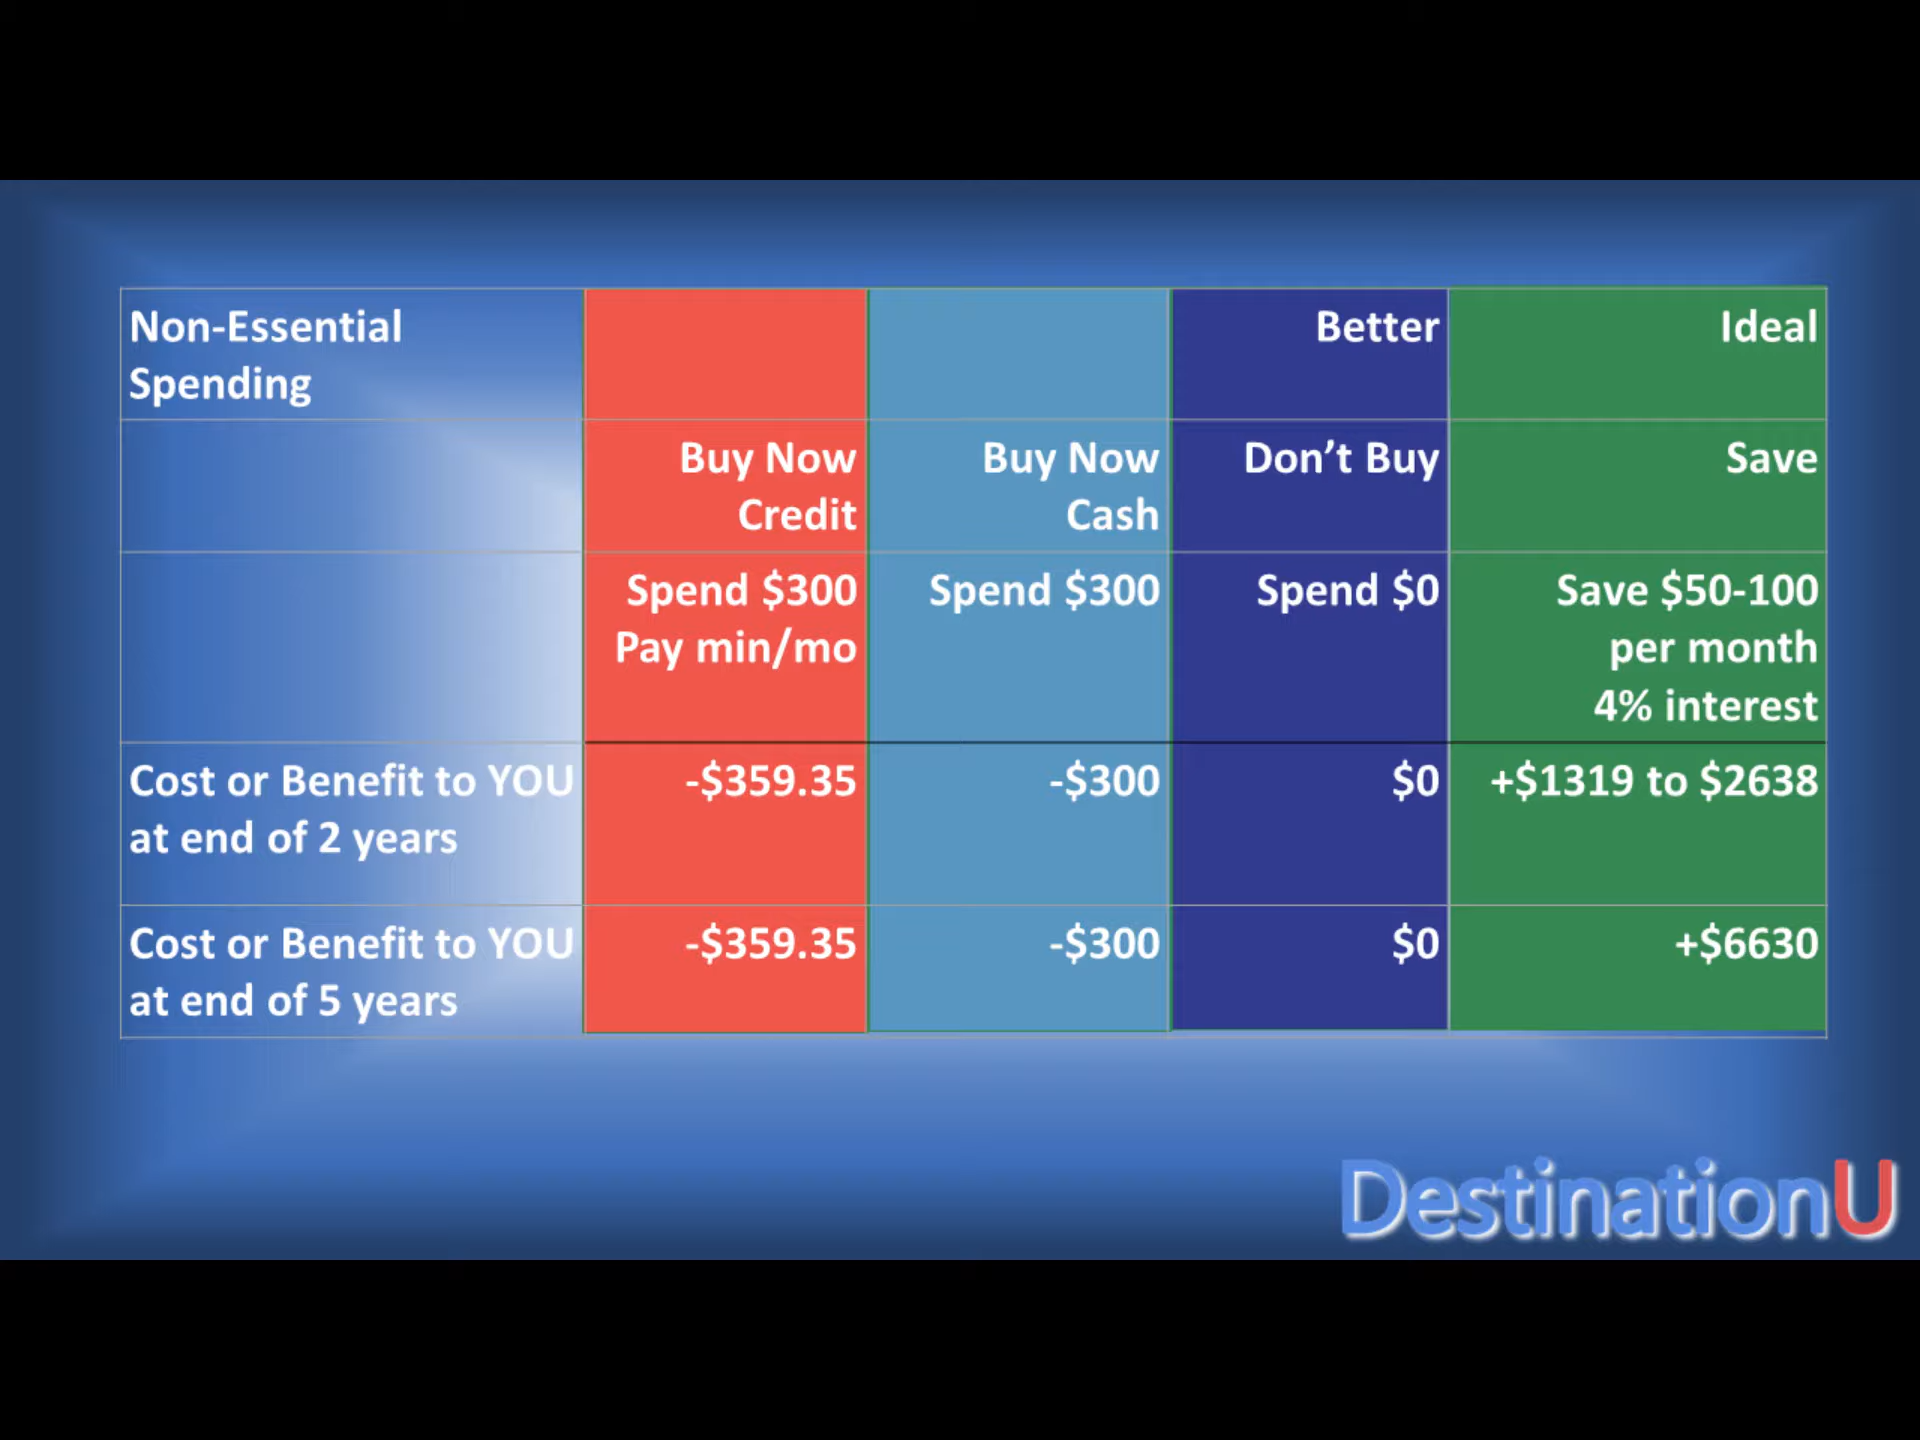 Non-Essential
Spending
Better
Ideal
Buy Now
Credit
Buy Now
Cash
Don't Buy
Save
Spend $300
Pay min/mo
Spend $300
Spend $0
Save $50-100
per month
4% interest
Cost or Benefit to YOU
at end of 2 years
-$359.35
-$300
$0
+$1319 to $2638
Cost or Benefit to YOU
at end of 5 years
-$359.35
-$300
$0
+$6630
DestinationU